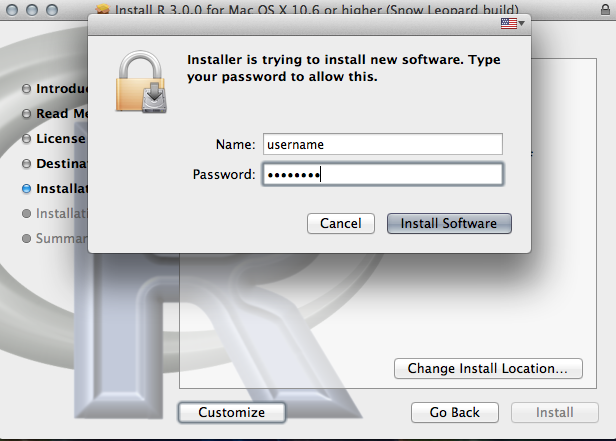 Install R 3.0.0 for Mac OS X 10.6 or higher (Snow Leopard build)
Installer is trying to install new software. Type
your password to allow this.
Name: username
Password: ••••••••
Cancel
Install Software
Introdu
Read Me
License
Destina
Installat
Installati
Summar
Change Install Location...
Customize
Go Back
Install